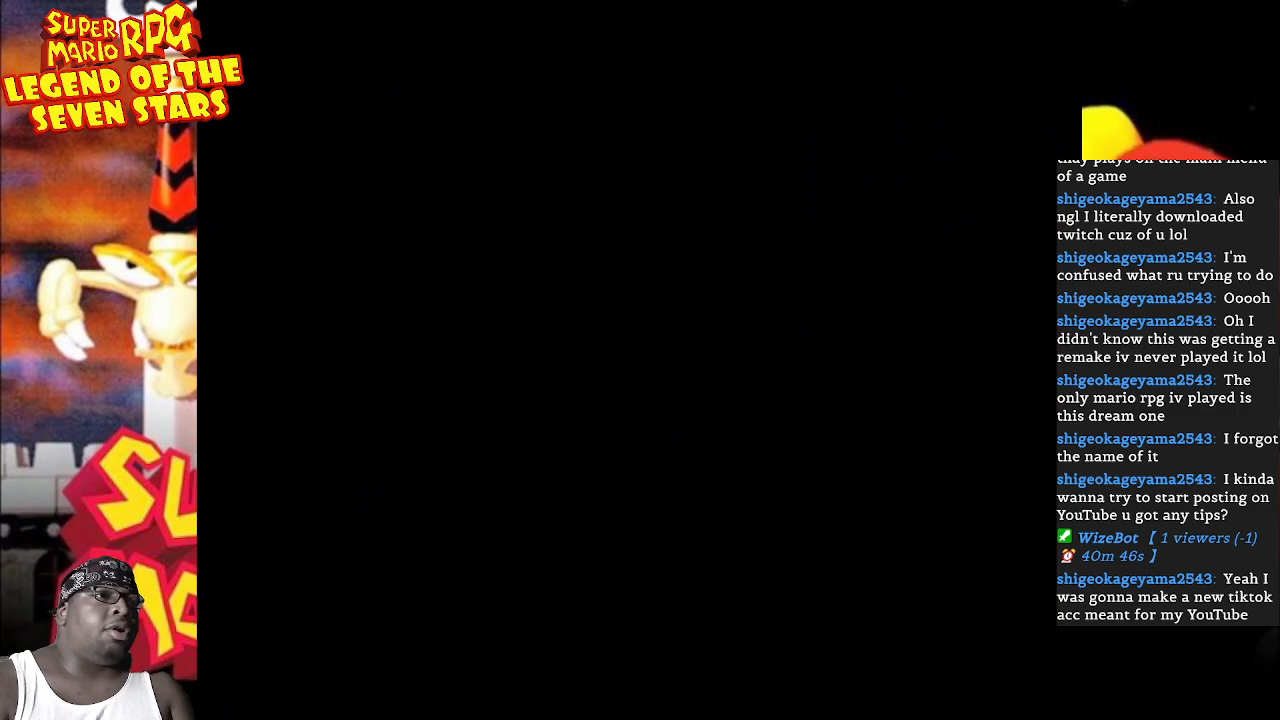 SUPER
MARIO RPG
LEGEND OF THE
SEVEN STARS
SU
of a game
shigeokageyama2543: Also
ngl I literally downloaded
twitch cuz of u lol
shigeokageyama2543: I'm
confused what ru trying to do
shigeokageyama2543: Ooooh
shigeokageyama2543: Oh I
didn't know this was getting a
remake iv never played it lol
shigeokageyama2543: The
only mario rpg iv played is
this dream one
shigeokageyama2543: I forgot
the name of it
shigeokageyama2543: I kinda
wanna try to start posting on
YouTube u got any tips?
WizeBot 【 1 viewers (-1)
40m 46s 】
shigeokageyama2543: Yeah I
was gonna make a new tiktok
acc meant for my YouTube